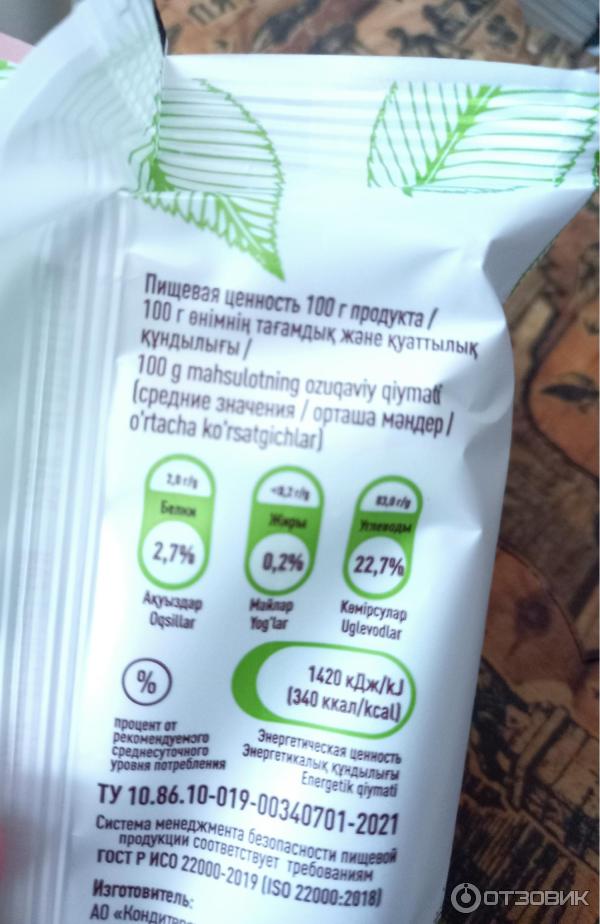 Пищевая ценность 100 г продукта /
100 г өнімнің тағамдық және қуаттылық
құндылығы /
100 g mahsulotning ozuqaviy qiymati
(средние значения / орташа мәндер /
o'rtacha ko'rsatgichlar)
2,0 г/g <0,2 г/g 83,0 г/g
Белки Жиры Углеводы
2,7% 0,2% 22,7%
Ақуыздар Майлар Көмірсулар
Oqsillar Yog'lar Uglevodlar
1420 кДж/kJ
(340 ккал/kcal)
%
процент от
рекомендуемого
среднесуточного
уровня потребления
Энергетическая ценность
Энергетикалық құндылығы
Energetik qiymati
ТУ 10.86.10-019-00340701-2021
Система менеджмента безопасности пищевой
продукции соответствует требованиям
ГОСТ Р ИСО 22000-2019 (ISO 22000:2018)
Изготовитель:
АО «Кондитерс
ОТЗОВИК